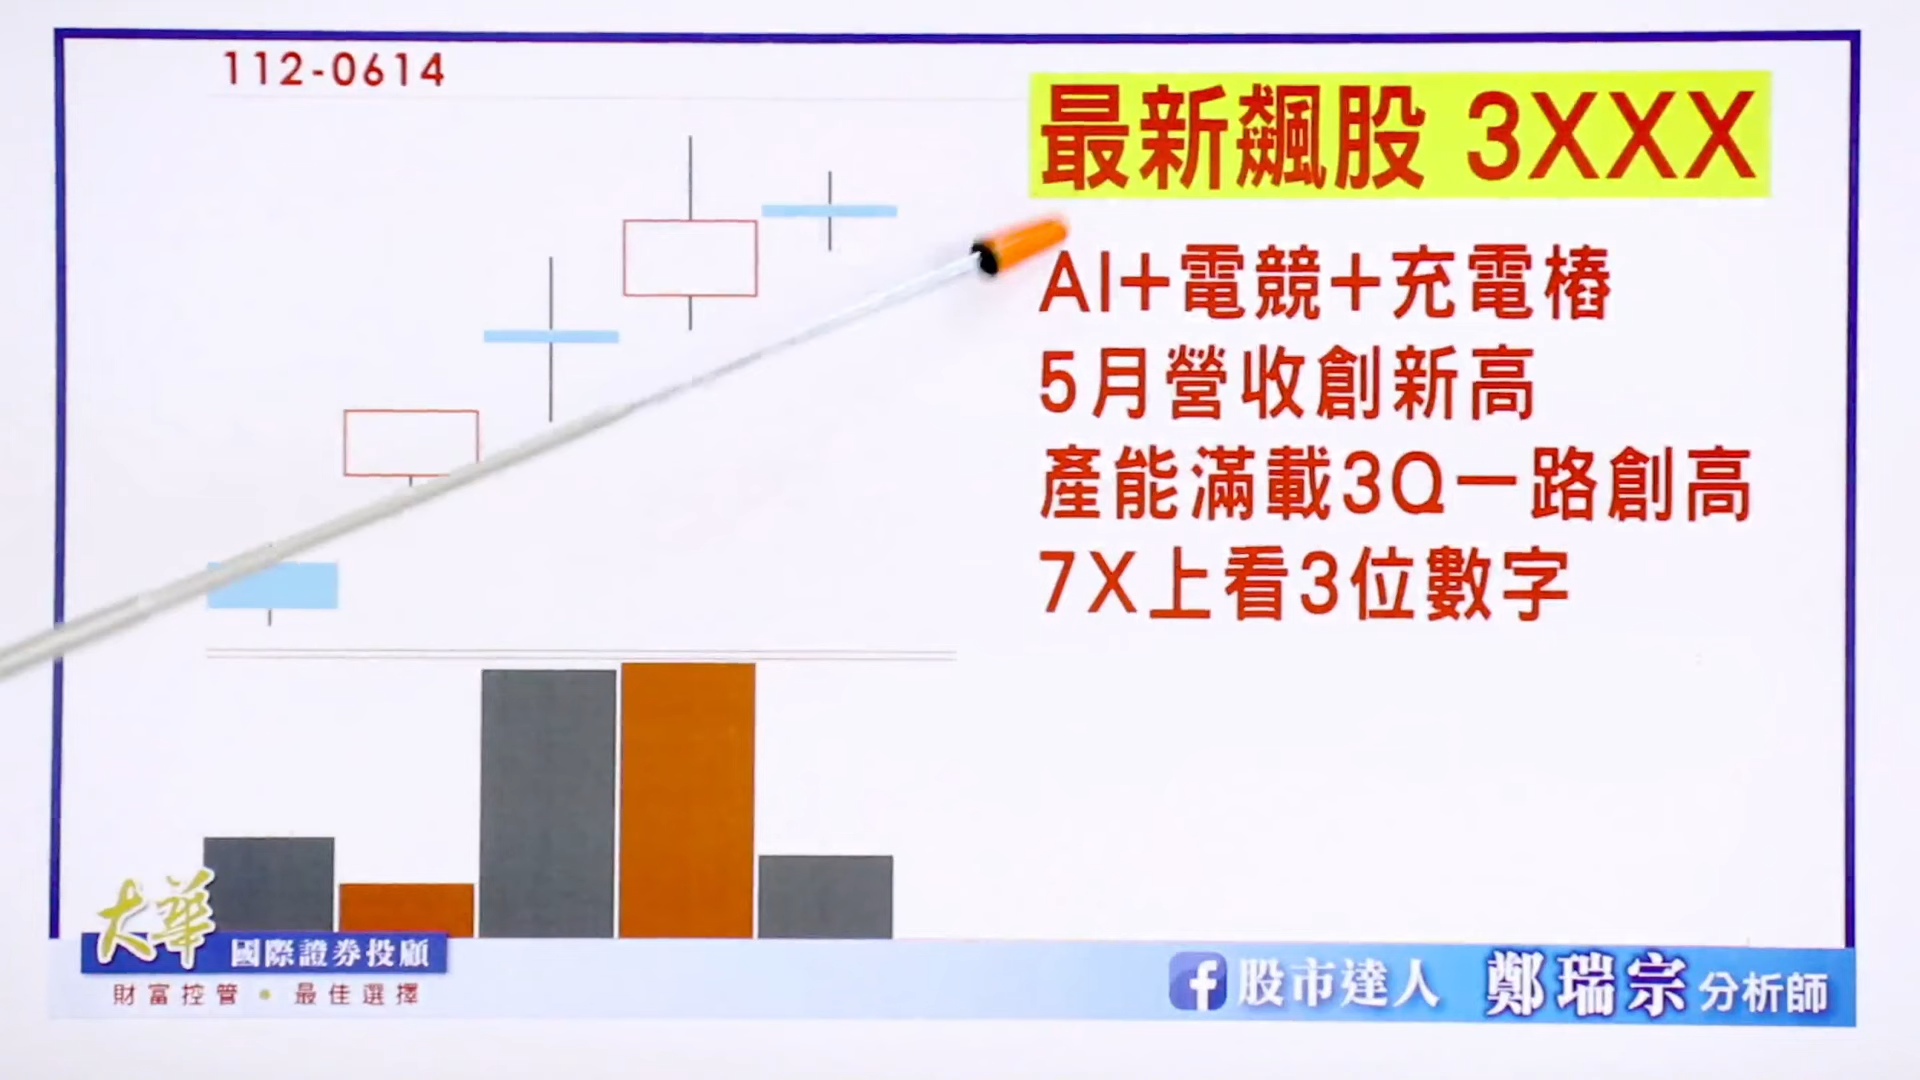 112-0614
最新飆股 3XXX
AI+電競+充電樁
5月營收創新高
產能滿載3Q一路創高
7X上看3位數字
大華 國際證券投顧
財富控管•最佳選擇
f 股市達人 鄭瑞宗 分析師